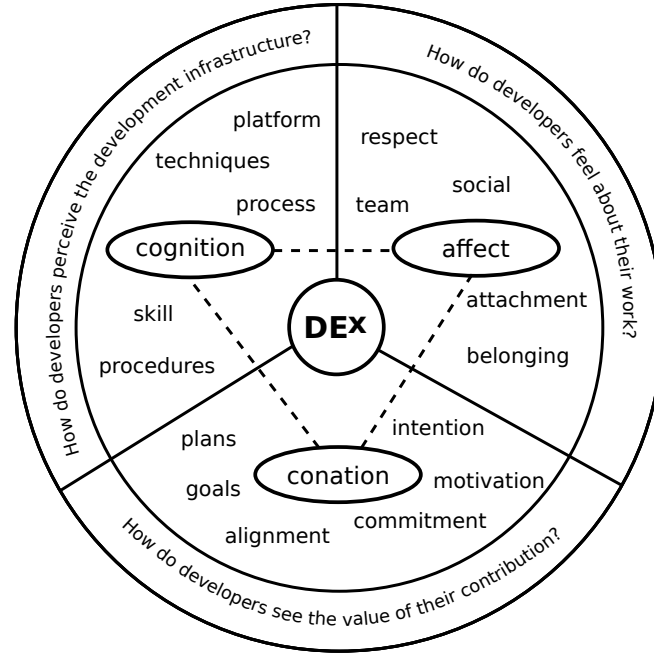 How do developers perceive the development infrastructure?
platform
techniques
process
cognition
skill
procedures
How do developers feel about their work?
respect
social
team
affect
attachment
belonging
DEx
How do developers see the value of their contribution?
intention
plans
conation
motivation
goals
commitment
alignment